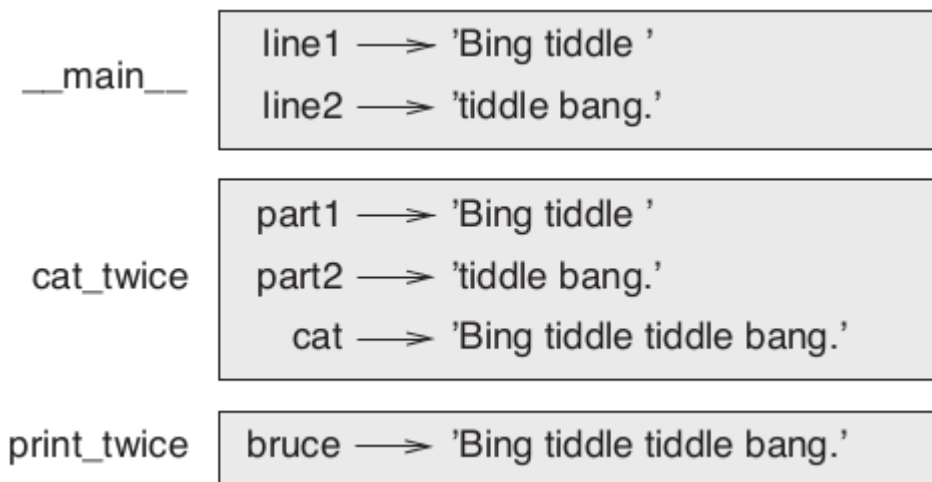 line1 → 'Bing tiddle ’
__main__
line2 → 'tiddle bang.’
part1 → 'Bing tiddle ’
cat_twice part2 → 'tiddle bang.’
cat → 'Bing tiddle tiddle bang.’
print_twice bruce → 'Bing tiddle tiddle bang.’